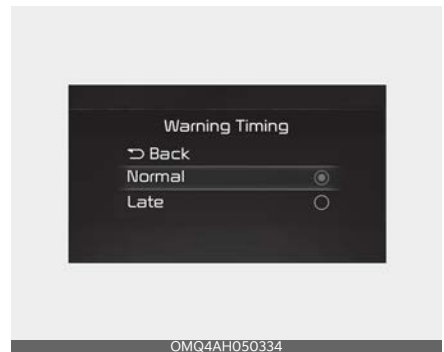 Warning Timing
Back
Normal
Late
OMQ4AH050334